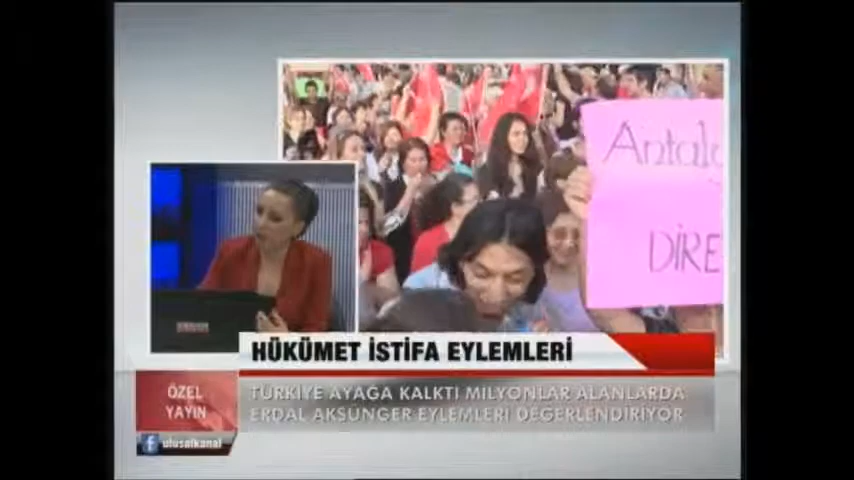 Antaly
DİRE
HÜKÜMET İSTİFA EYLEMLERİ
ÖZEL
YAYIN
TÜRKİYE AYAĞA KALKTI MİLYONLAR ALANLARDA
ERDAL AKSÜNGER EYLEMLERİ DEĞERLENDİRİYOR
f ulusalkanal